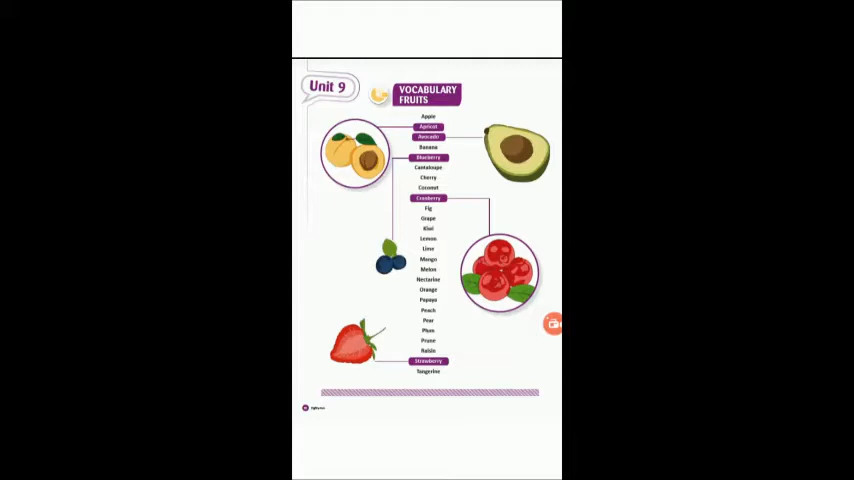 Unit 9
VOCABULARY
FRUITS
Apple
Apricot
Avocado
Banana
Blueberry
Cantaloupe
Cherry
Coconut
Cranberry
Fig
Grape
Kiwi
Lemon
Lime
Mango
Melon
Nectarine
Orange
Papaya
Peach
Pear
Plum
Prune
Raisin
Strawberry
Tangerine